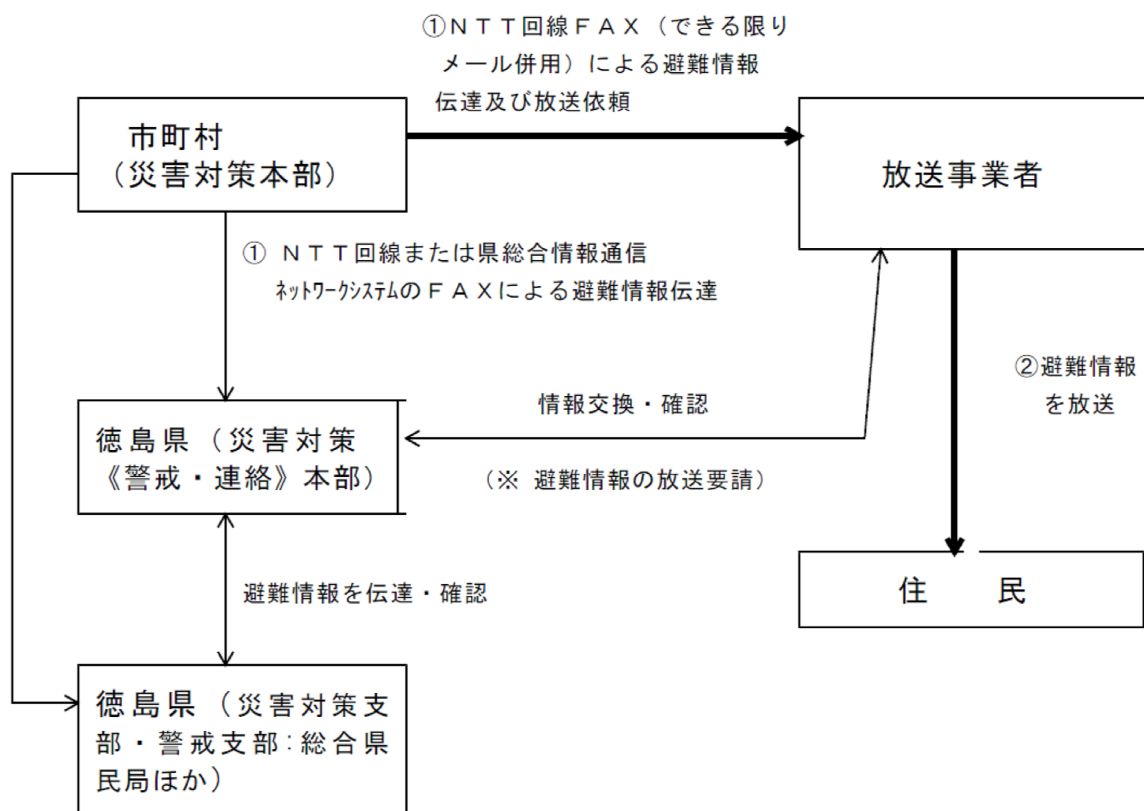 ①ＮＴＴ回線ＦＡＸ（できる限り
メール併用）による避難情報
伝達及び放送依頼
市町村
（災害対策本部）
放送事業者
① ＮＴＴ回線または県総合情報通信
ﾈｯﾄﾜｰｸｼｽﾃﾑのＦＡＸによる避難情報伝達
②避難情報
を放送
情報交換・確認
徳島県（災害対策
《警戒・連絡》本部）
（※ 避難情報の放送要請）
避難情報を伝達・確認
住　　民
徳島県（災害対策支
部・警戒支部：総合県
民局ほか）